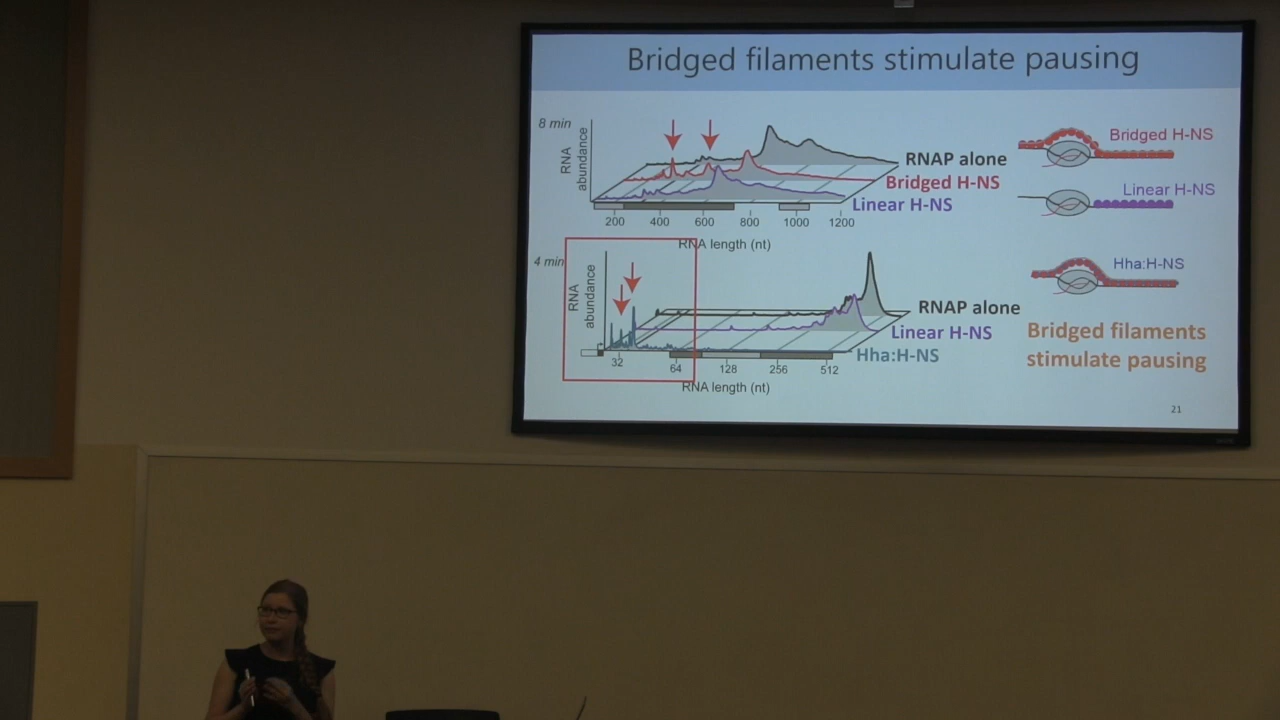 Bridged filaments stimulate pausing
8 min
RNA abundance
RNAP alone
Bridged H-NS
Linear H-NS
200 400 600 800 1000 1200
RNA length (nt)
Bridged H-NS
Linear H-NS
4 min
RNA abundance
RNAP alone
Linear H-NS
Hha:H-NS
32 64 128 256 512
RNA length (nt)
Hha:H-NS
Bridged filaments
stimulate pausing
21